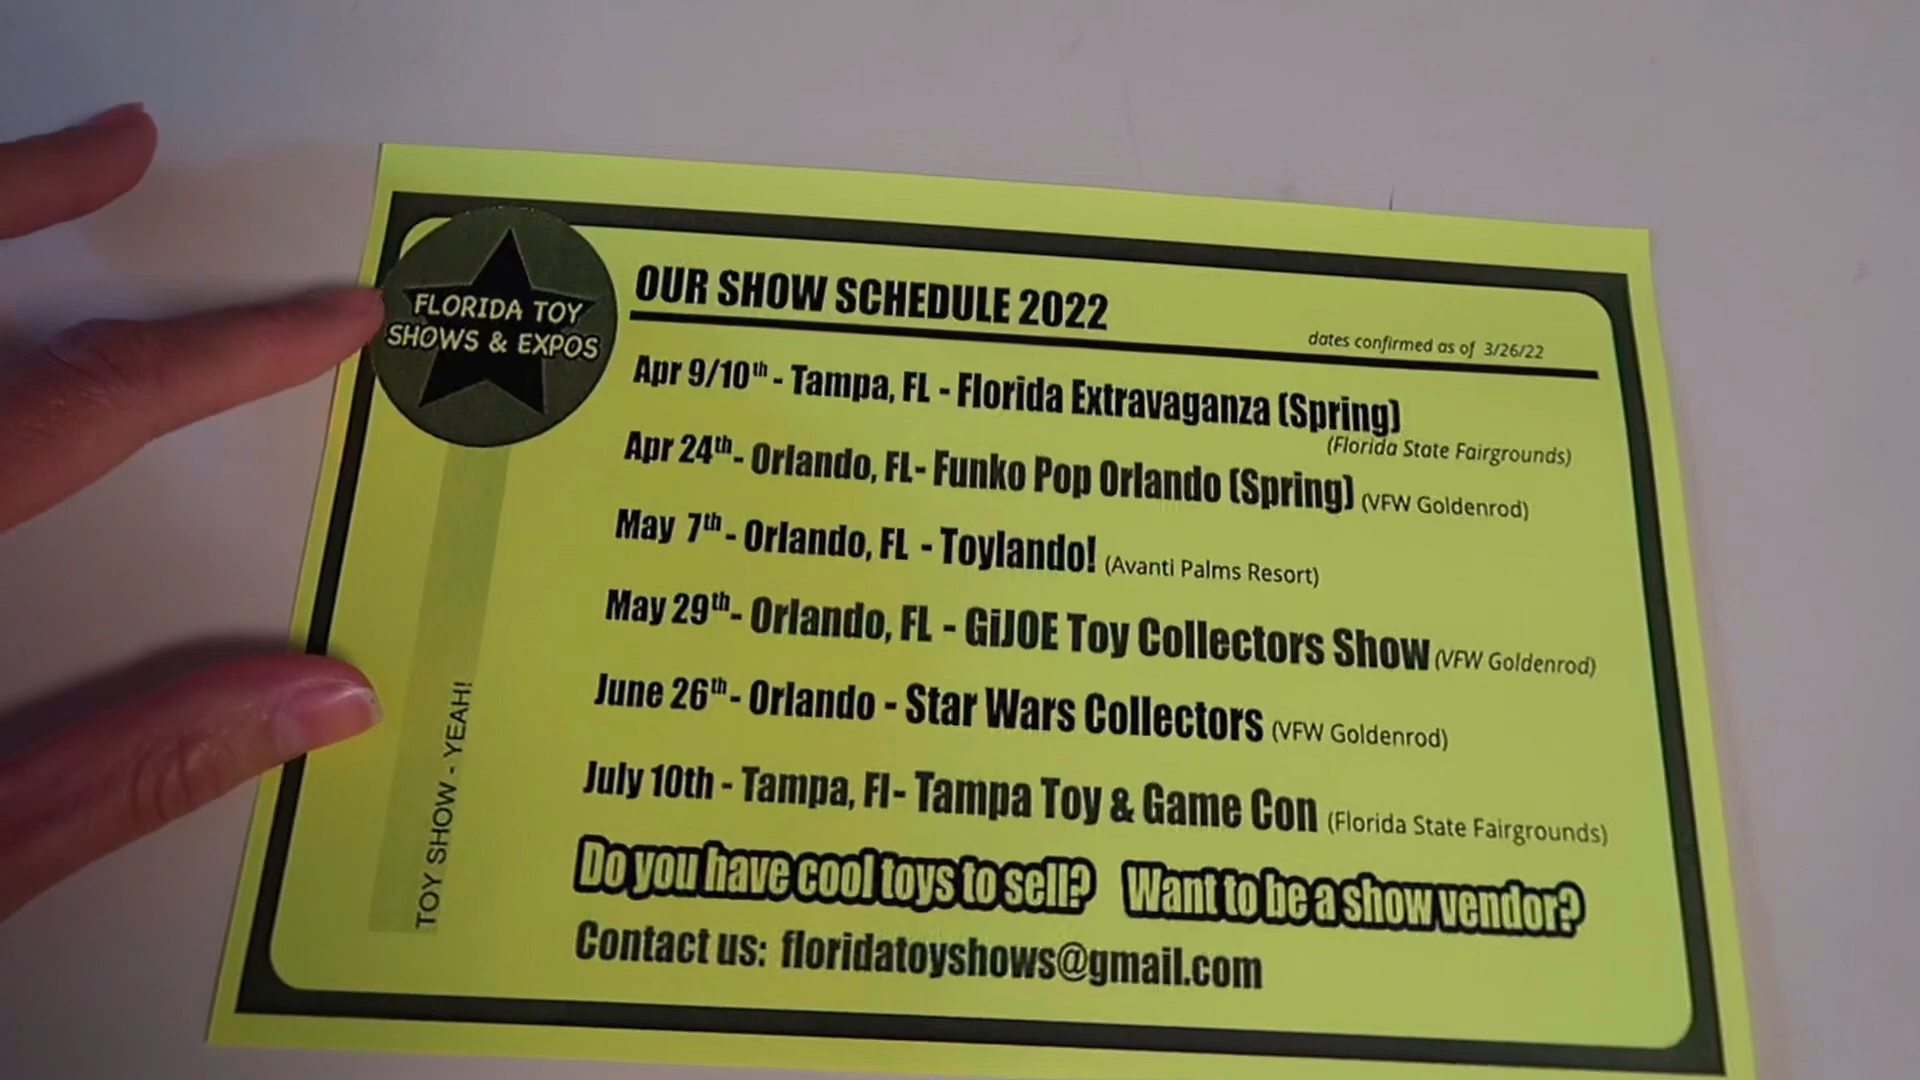 FLORIDA TOY
SHOWS & EXPOS
OUR SHOW SCHEDULE 2022
dates confirmed as of 3/26/22
Apr 9/10th - Tampa, FL - Florida Extravaganza (Spring)
(Florida State Fairgrounds)
Apr 24th- Orlando, FL- Funko Pop Orlando (Spring) (VFW Goldenrod)
May 7th- Orlando, FL - Toylando! (Avanti Palms Resort)
May 29th- Orlando, FL - GiJOE Toy Collectors Show (VFW Goldenrod)
June 26th- Orlando - Star Wars Collectors (VFW Goldenrod)
July 10th - Tampa, Fl- Tampa Toy & Game Con (Florida State Fairgrounds)
Do you have cool toys to sell? Want to be a show vendor?
Contact us: floridatoyshows@gmail.com
TOY SHOW - YEAH!